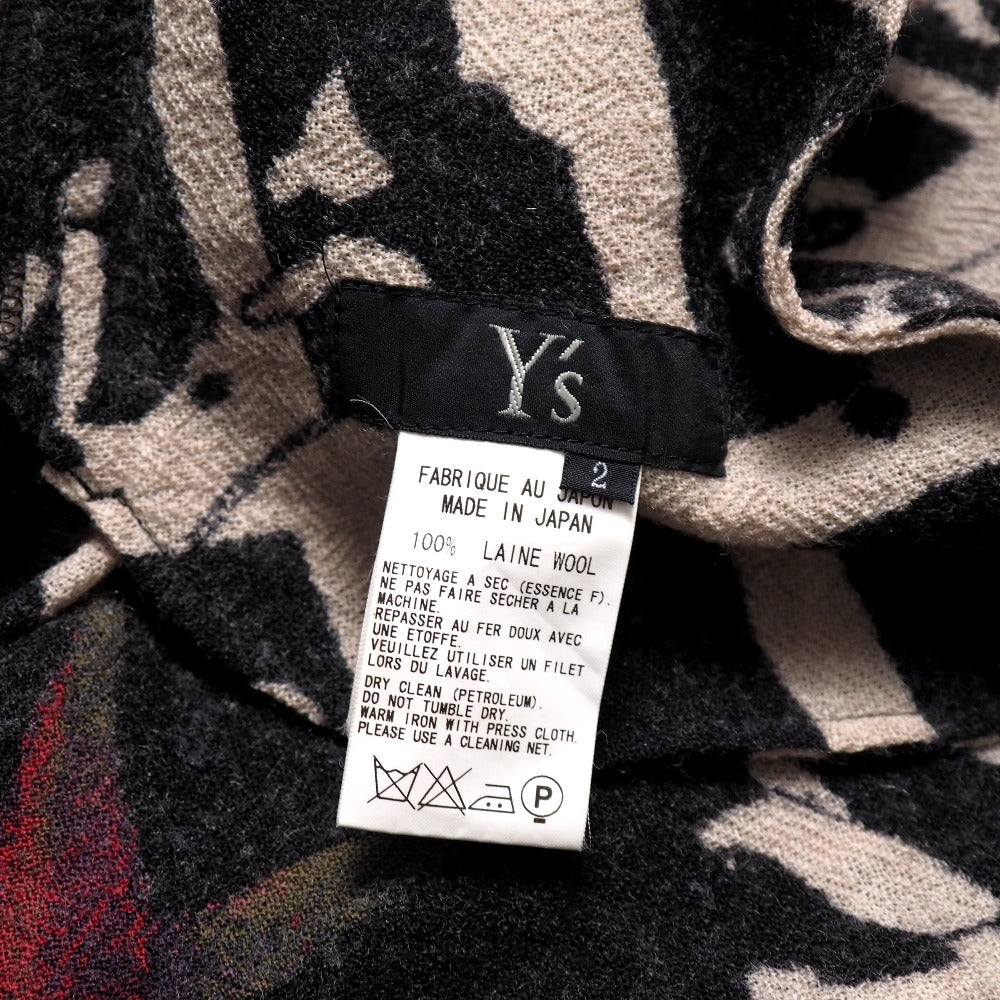 Y's
2
FABRIQUE AU JAPON
MADE IN JAPAN
100% LAINE WOOL
NETTOYAGE A SEC (ESSENCE F).
NE PAS FAIRE SECHER A LA
MACHINE.
REPASSER AU FER DOUX AVEC
UNE ETOFFE.
VEUILLEZ UTILISER UN FILET
LORS DU LAVAGE.
DRY CLEAN (PETROLEUM).
DO NOT TUMBLE DRY.
WARM IRON WITH PRESS CLOTH.
PLEASE USE A CLEANING NET.
P